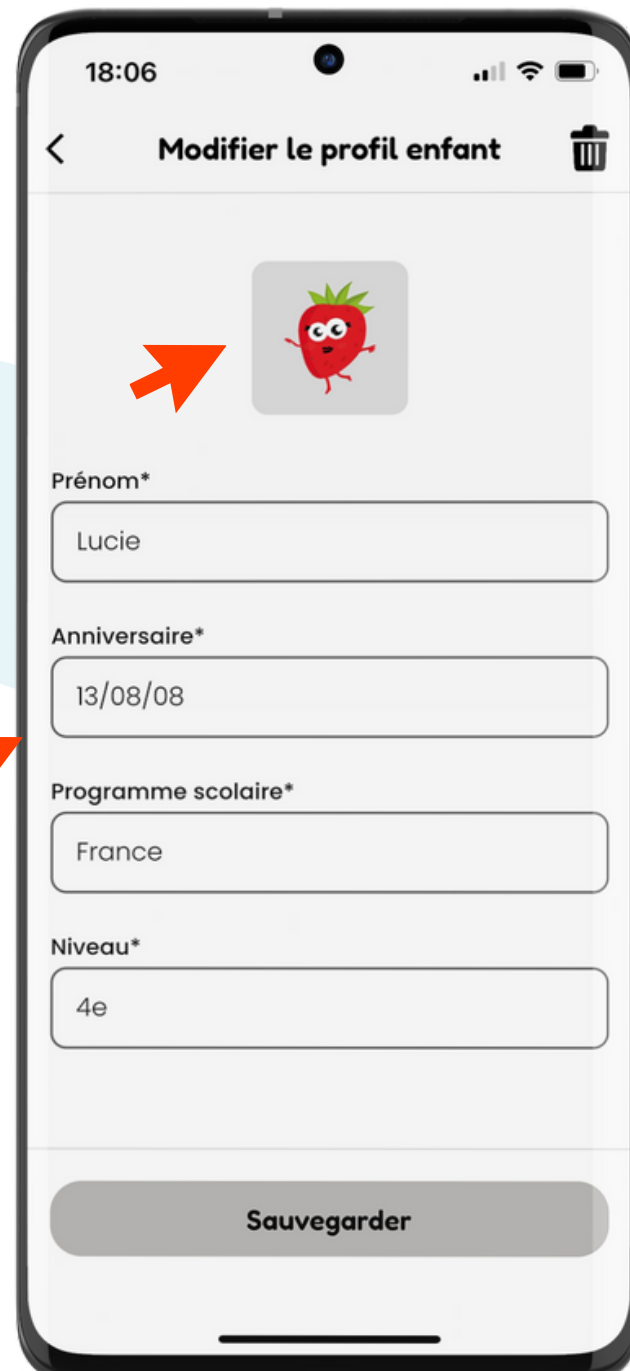 18:06
Modifier le profil enfant
Prénom*
Lucie
Anniversaire*
13/08/08
Programme scolaire*
France
Niveau*
4e
Sauvegarder